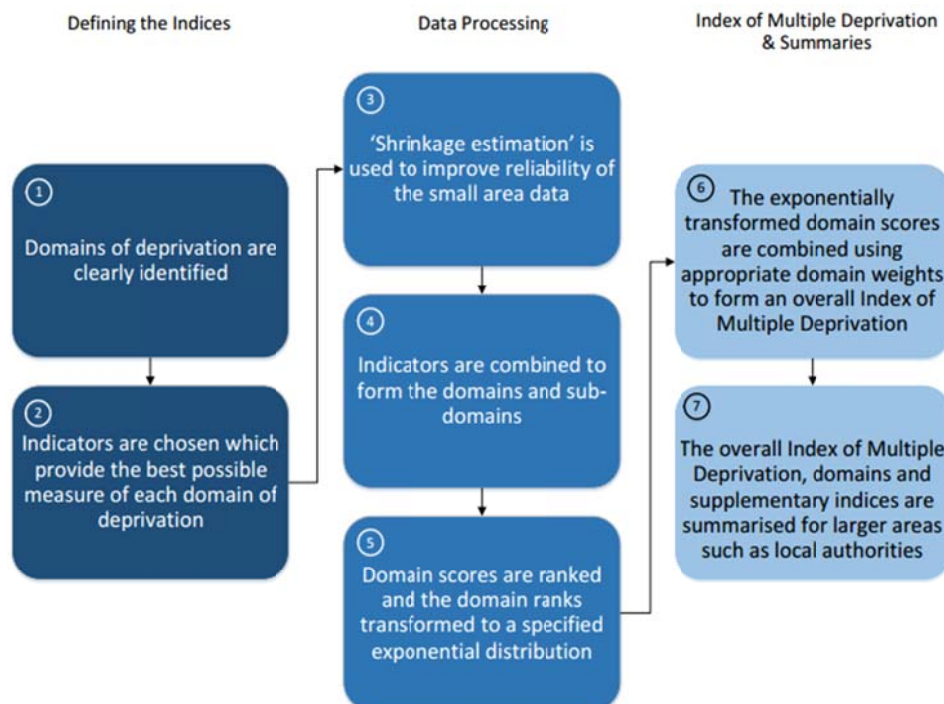 Defining the Indices
Data Processing
Index of Multiple Deprivation
& Summaries
1
Domains of deprivation are
clearly identified
2
Indicators are chosen which
provide the best possible
measure of each domain of
deprivation
3
‘Shrinkage estimation’ is
used to improve reliability of
the small area data
4
Indicators are combined to
form the domains and sub-
domains
5
Domain scores are ranked
and the domain ranks
transformed to a specified
exponential distribution
6
The exponentially
transformed domain scores
are combined using
appropriate domain weights
to form an overall Index of
Multiple Deprivation
7
The overall Index of Multiple
Deprivation, domains and
supplementary indices are
summarised for larger areas
such as local authorities